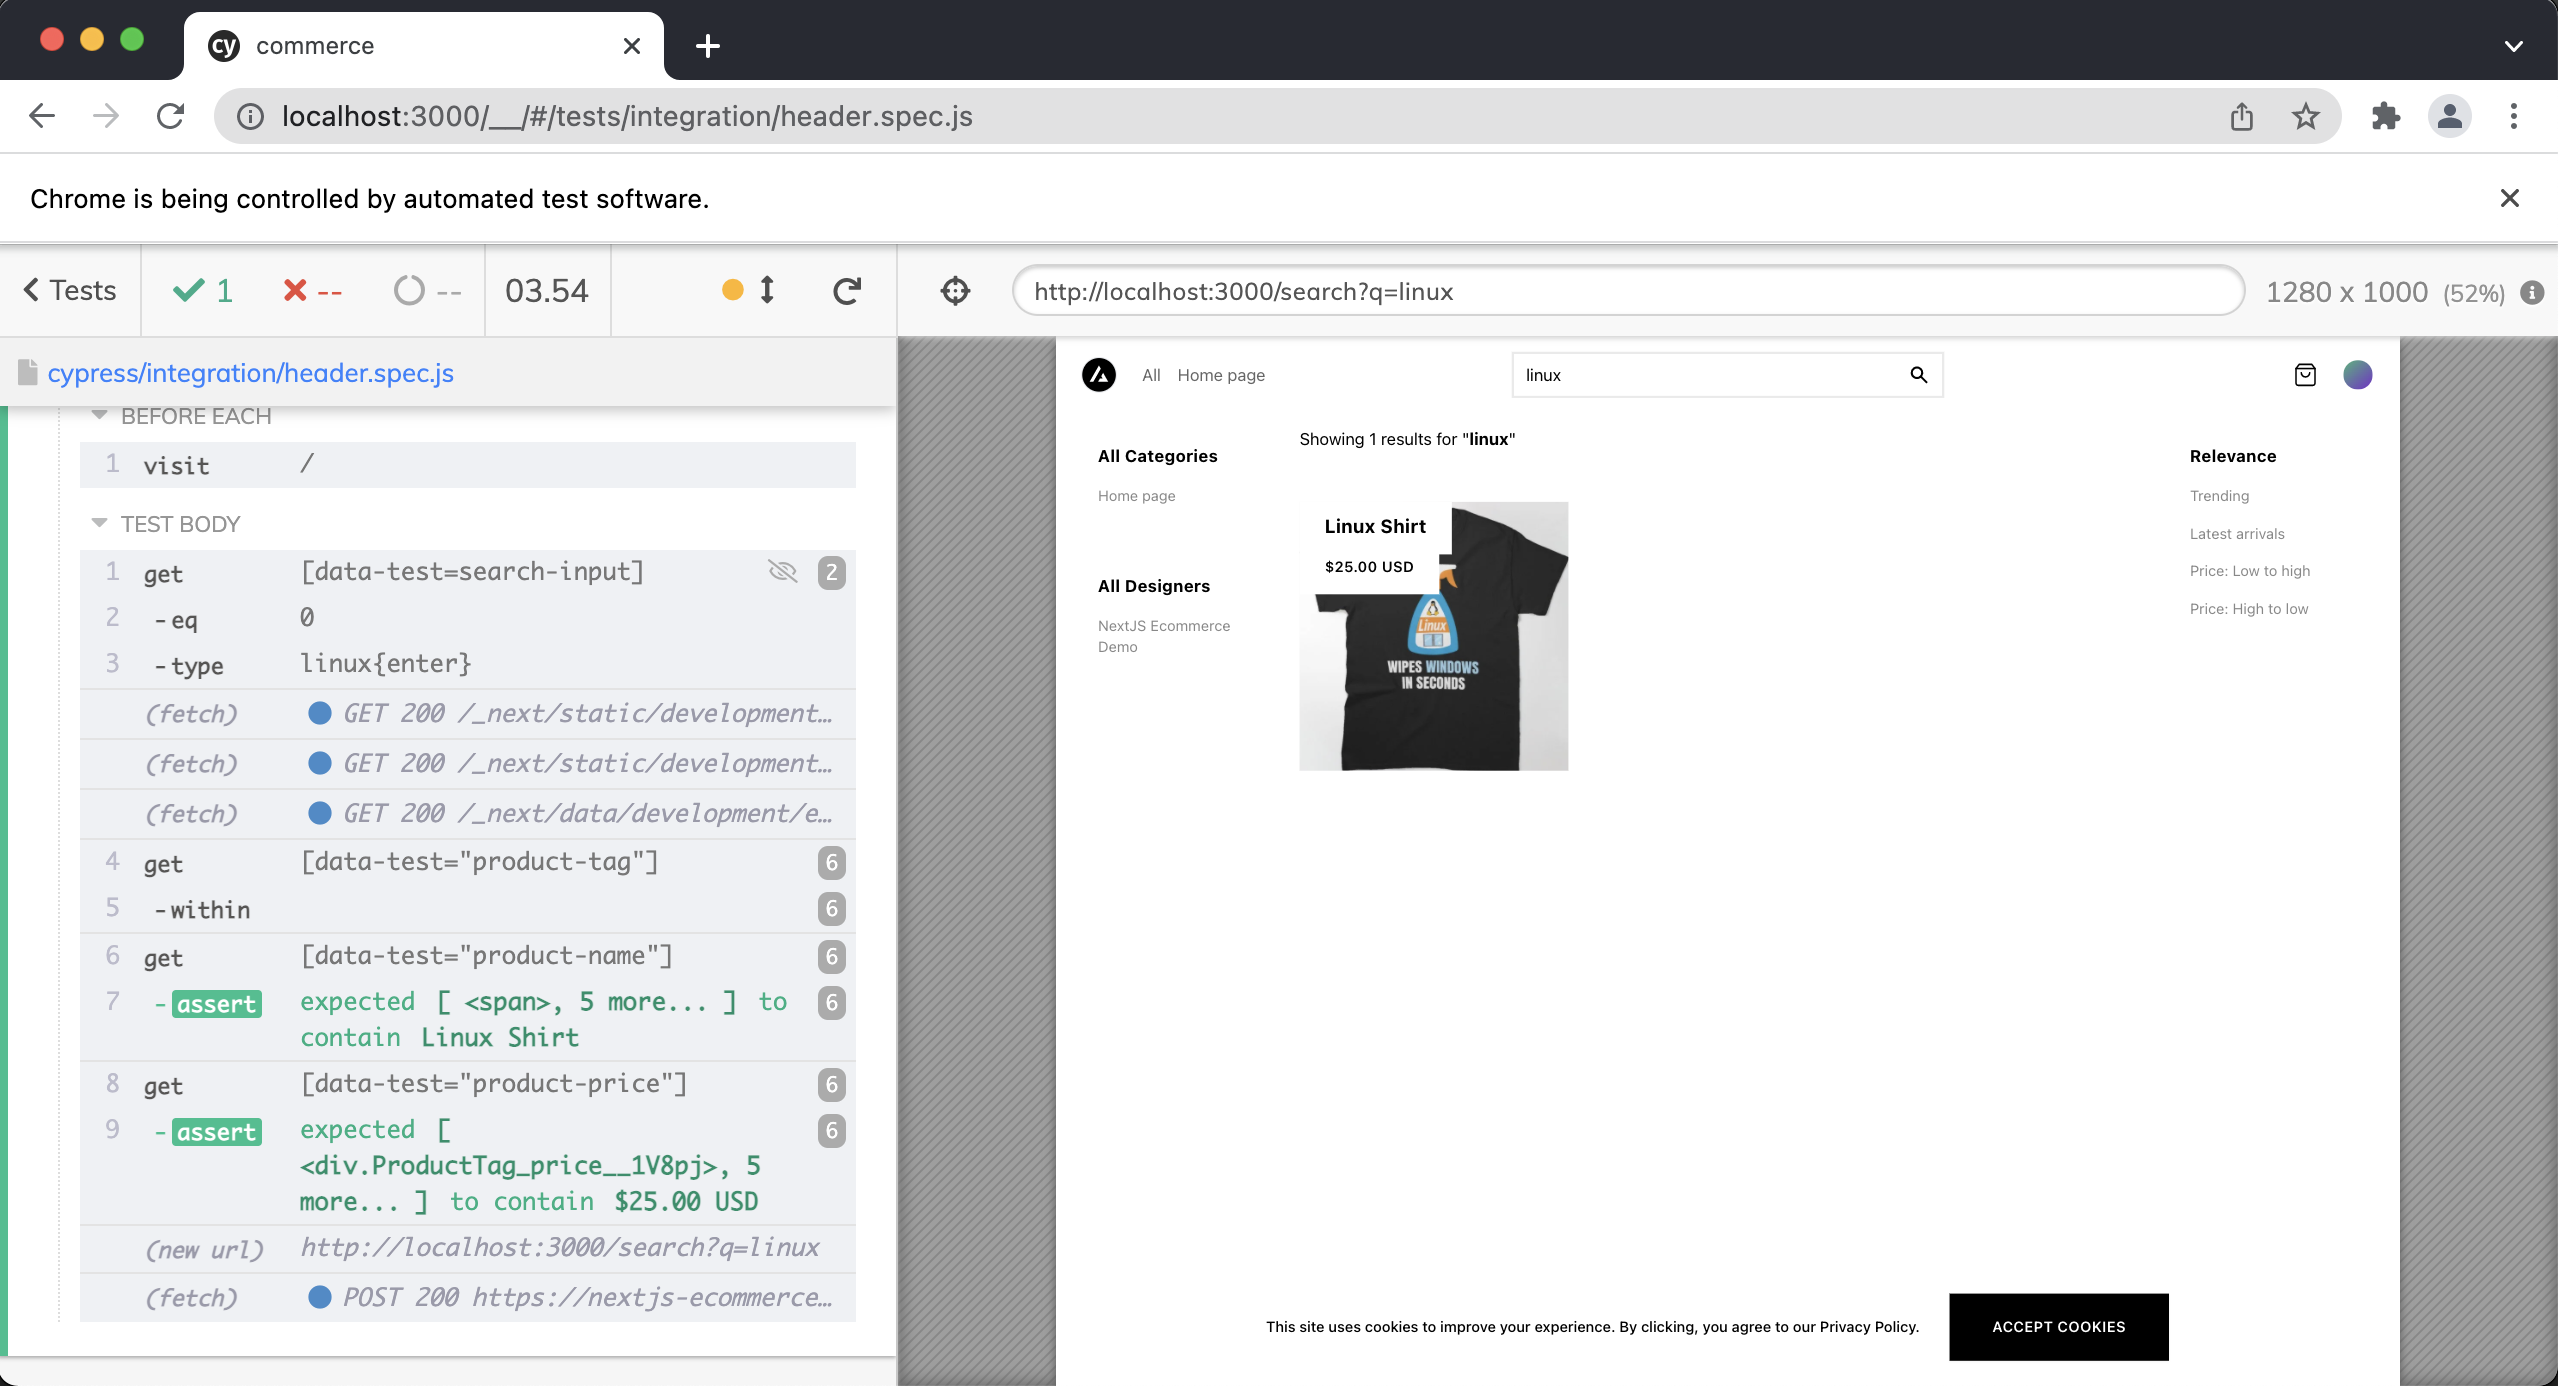 cy commerce
localhost:3000/__/#/tests/integration/header.spec.js
Chrome is being controlled by automated test software.
Tests 1 -- -- 03.54
http://localhost:3000/search?q=linux 1280 x 1000 (52%)
cypress/integration/header.spec.js
BEFORE EACH
1 visit /
TEST BODY
1 get [data-test=search-input] 2
2 -eq 0
3 -type linux{enter}
(fetch) GET 200 /_next/static/development…
(fetch) GET 200 /_next/static/development…
(fetch) GET 200 /_next/data/development/e…
4 get [data-test="product-tag"] 6
5 -within 6
6 get [data-test="product-name"] 6
7 -assert expected [ <span>, 5 more... ] to 6
contain Linux Shirt
8 get [data-test="product-price"] 6
9 -assert expected [ 6
<div.ProductTag_price__1V8pj>, 5
more... ] to contain $25.00 USD
(new url) http://localhost:3000/search?q=linux
(fetch) POST 200 https://nextjs-ecommerce…
All Home page linux
Showing 1 results for "linux"
All Categories
Home page
All Designers
NextJS Ecommerce
Demo
Linux Shirt
$25.00 USD
Linux
WIPES WINDOWS
IN SECONDS
Relevance
Trending
Latest arrivals
Price: Low to high
Price: High to low
This site uses cookies to improve your experience. By clicking, you agree to our Privacy Policy. ACCEPT COOKIES